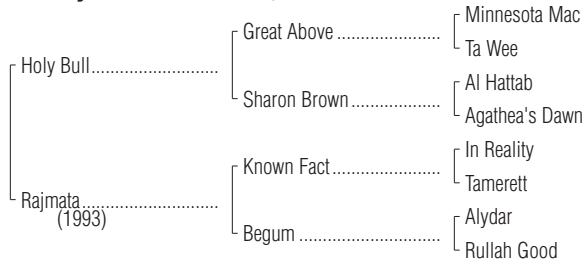 Holy Bull
Great Above
Minnesota Mac
Ta Wee
Sharon Brown
Al Hattab
Agathea's Dawn
Rajmata
(1993)
Known Fact
In Reality
Tamerett
Begum
Alydar
Rullah Good